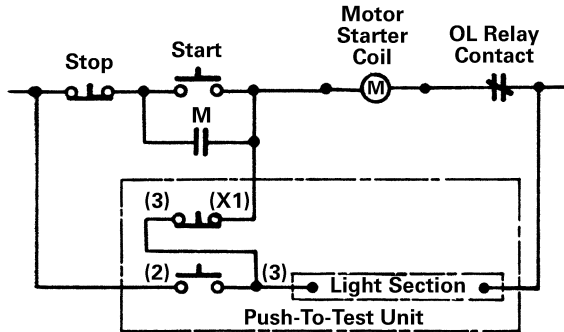 Motor
Starter
Coil
OL Relay
Contact
Start
Stop
M
M
(3)
(X1)
(2)
(3)
Light Section
Push-To-Test Unit